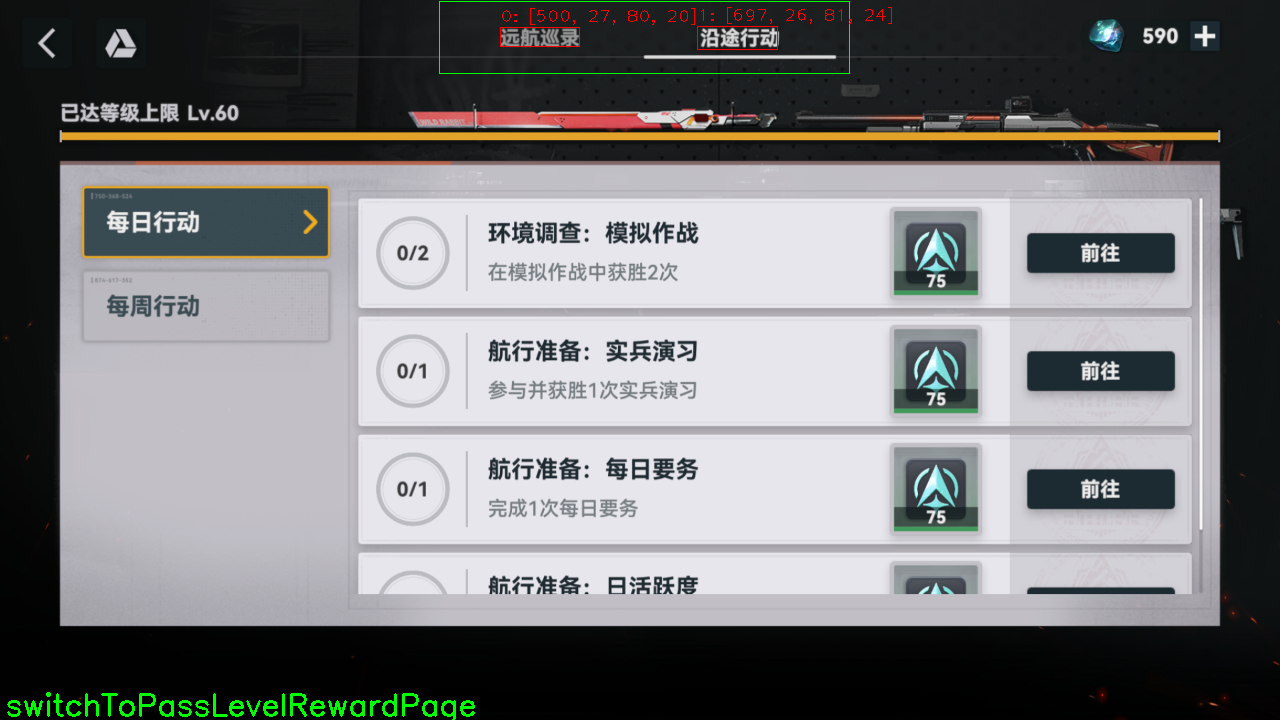 0: [500, 27, 80, 20]1: [697, 26, 81, 24]
远航巡录
沿途行动
590
已达等级上限 Lv.60
WILD RABBIT
每日行动
每周行动
0/2
环境调查：模拟作战
在模拟作战中获胜2次
75
前往
0/1
航行准备：实兵演习
参与并获胜1次实兵演习
75
前往
0/1
航行准备：每日要务
完成1次每日要务
75
前往
航行准备：日活跃度
switchToPassLevelRewardPage